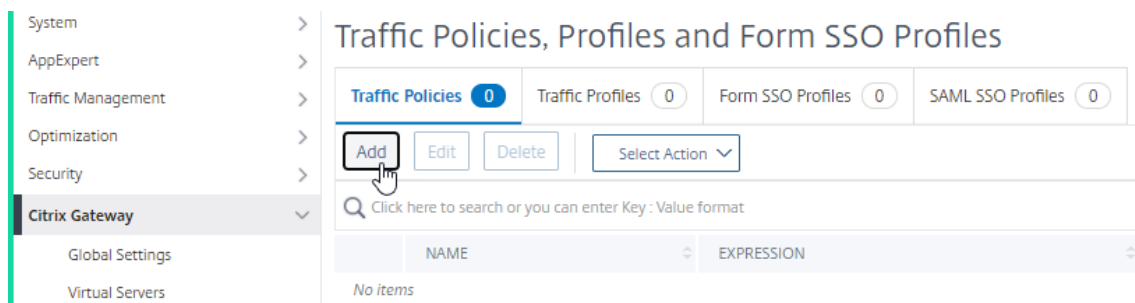 System
AppExpert
Traffic Management
Optimization
Security
Citrix Gateway
Global Settings
Virtual Servers
Traffic Policies, Profiles and Form SSO Profiles
Traffic Policies 0 Traffic Profiles 0 Form SSO Profiles 0 SAML SSO Profiles 0
Add Edit Delete Select Action
Click here to search or you can enter Key : Value format
NAME EXPRESSION
No items